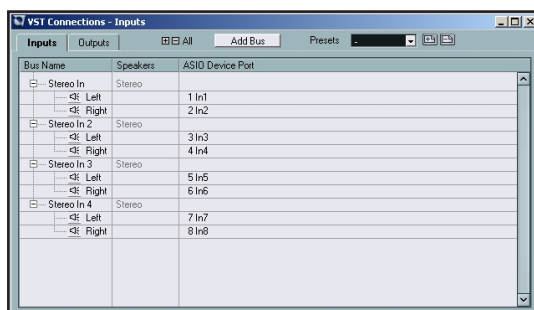 VST Connections - Inputs
Inputs Outputs All Add Bus Presets -
Bus Name Speakers ASIO Device Port
Stereo In Stereo
Left 1 In1
Right 2 In2
Stereo In 2 Stereo
Left 3 In3
Right 4 In4
Stereo In 3 Stereo
Left 5 In5
Right 6 In6
Stereo In 4 Stereo
Left 7 In7
Right 8 In8